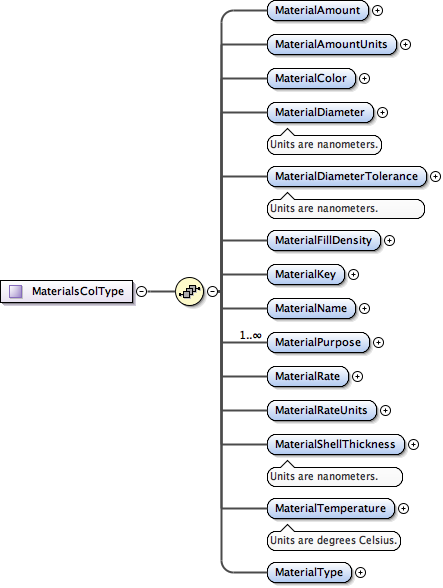 MaterialAmount
MaterialAmountUnits
MaterialColor
MaterialDiameter
Units are nanometers.
MaterialDiameterTolerance
Units are nanometers.
MaterialFillDensity
MaterialKey
MaterialsColType
MaterialName
1..∞
MaterialPurpose
MaterialRate
MaterialRateUnits
MaterialShellThickness
Units are nanometers.
MaterialTemperature
Units are degrees Celsius.
MaterialType